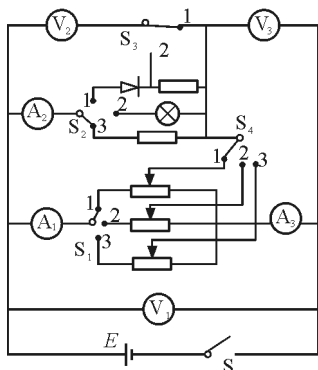 V₂ S₃ 1 V₃
2
1
A₂ S₂ 2
3 S₄
1 2 3
1
A₁ 2 A₃
S₁ 3
V₁
E S